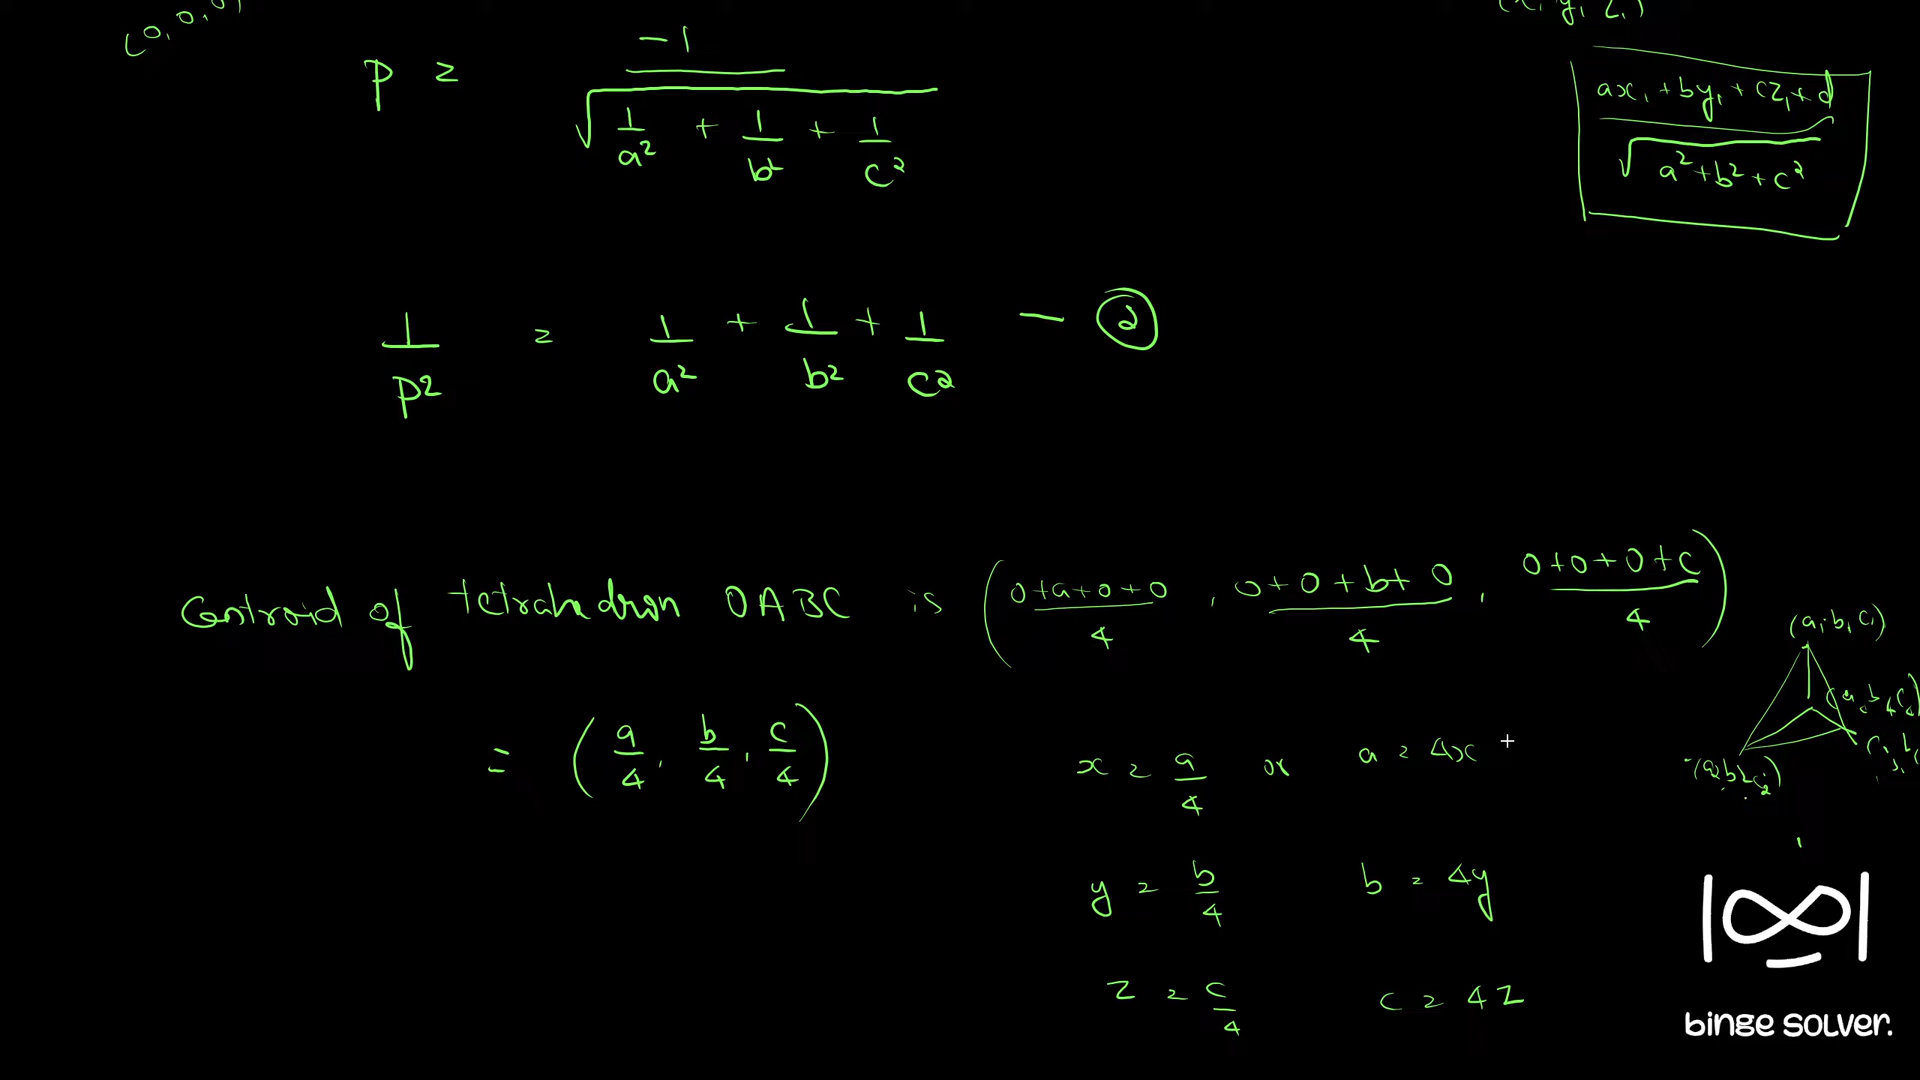 (0, 0, 0)
p = -1 / √(1/a² + 1/b² + 1/c²)
ax₁ + by₁ + cz₁ + d / √(a² + b² + c²)
1/p² = 1/a² + 1/b² + 1/c² — ②
Centroid of tetrahedron OABC is ( 0+a+0+0 / 4 , 0+0+b+0 / 4 , 0+0+0+c / 4 )
(a₁ b₁ c₁)
= ( a/4 , b/4 , c/4 )
x = a/4 or a = 4x
(a₂ b₂ c₂)
y = b/4 b = 4y
z = c/4 c = 4z
binge solver.